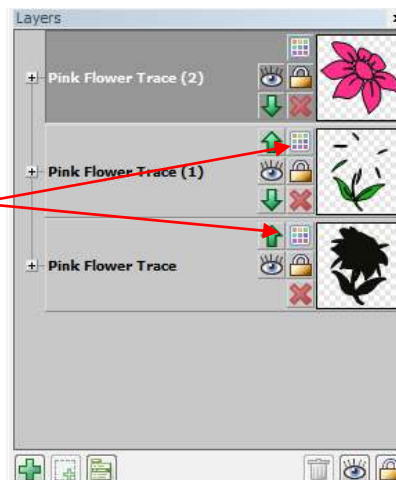 Layers
Pink Flower Trace (2)
Pink Flower Trace (1)
Pink Flower Trace